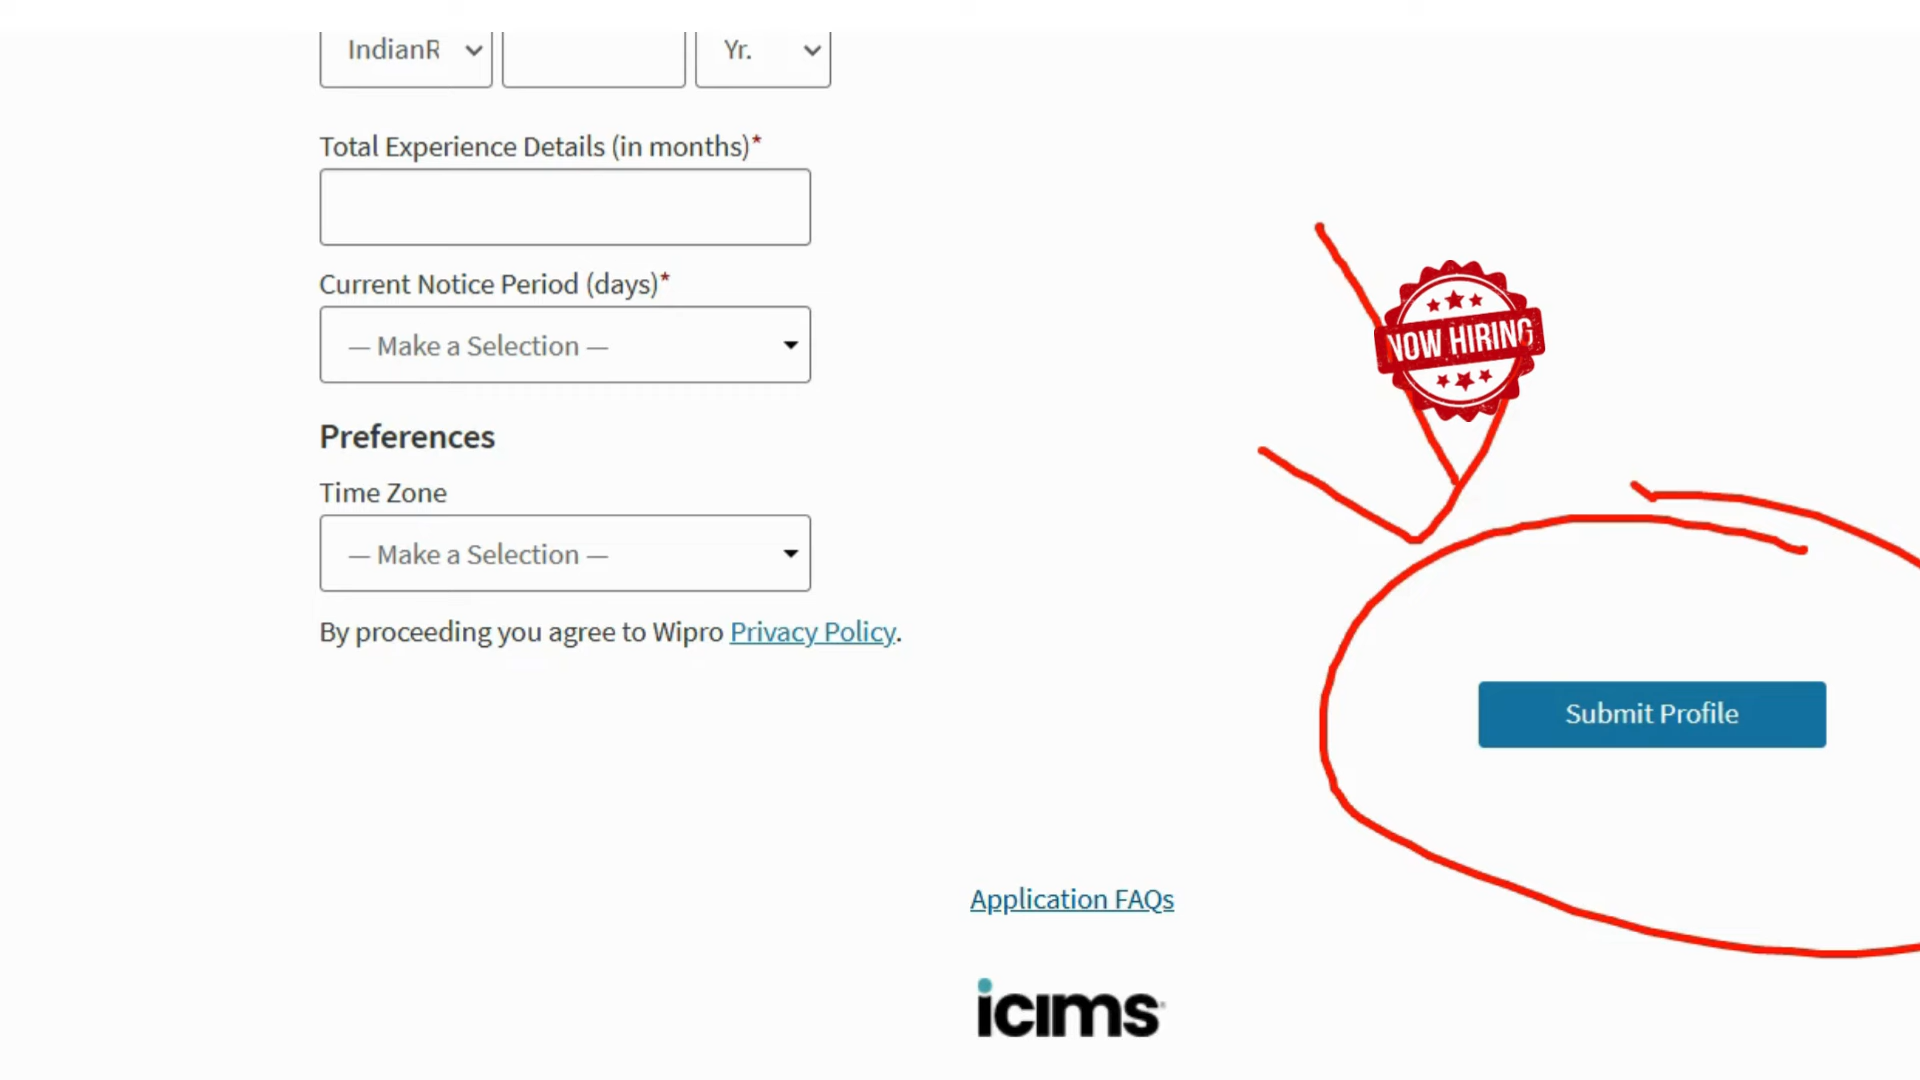 IndianR
Yr.
Total Experience Details (in months)*
Current Notice Period (days)*
— Make a Selection —
NOW HIRING
Preferences
Time Zone
— Make a Selection —
By proceeding you agree to Wipro Privacy Policy.
Submit Profile
Application FAQs
icims